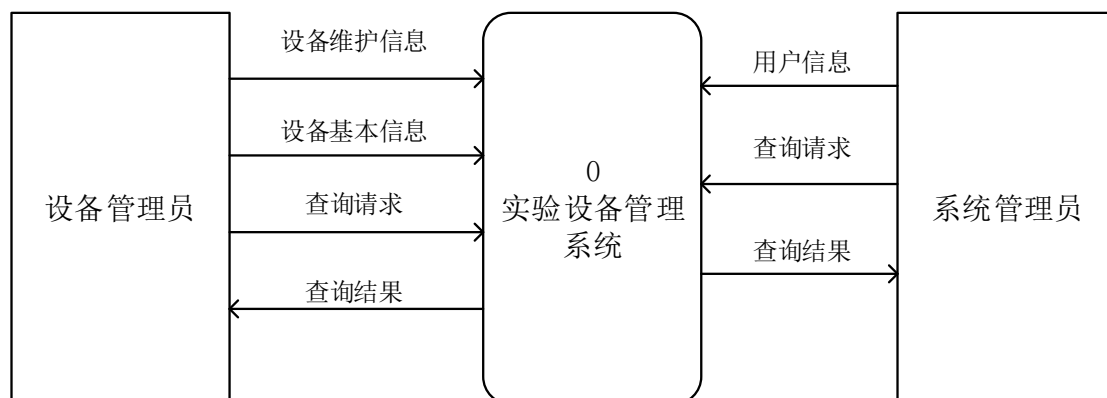 设备维护信息
用户信息
设备基本信息
查询请求
0
设备管理员
查询请求
实验设备管理
系统
系统管理员
查询结果
查询结果